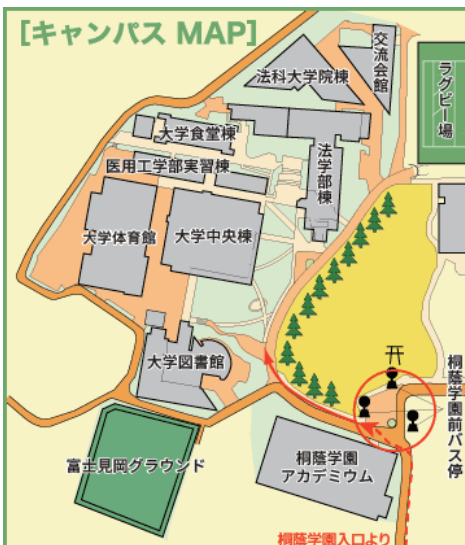 [キャンパス MAP]
交流会館
法科大学院棟
ラグビー場
大学食堂棟
法学部棟
医用工学部実習棟
大学体育館
大学中央棟
大学図書館
桐蔭学園前バス停
富士見岡グラウンド
桐蔭学園
アカデミウム
桐蔭学園入口より